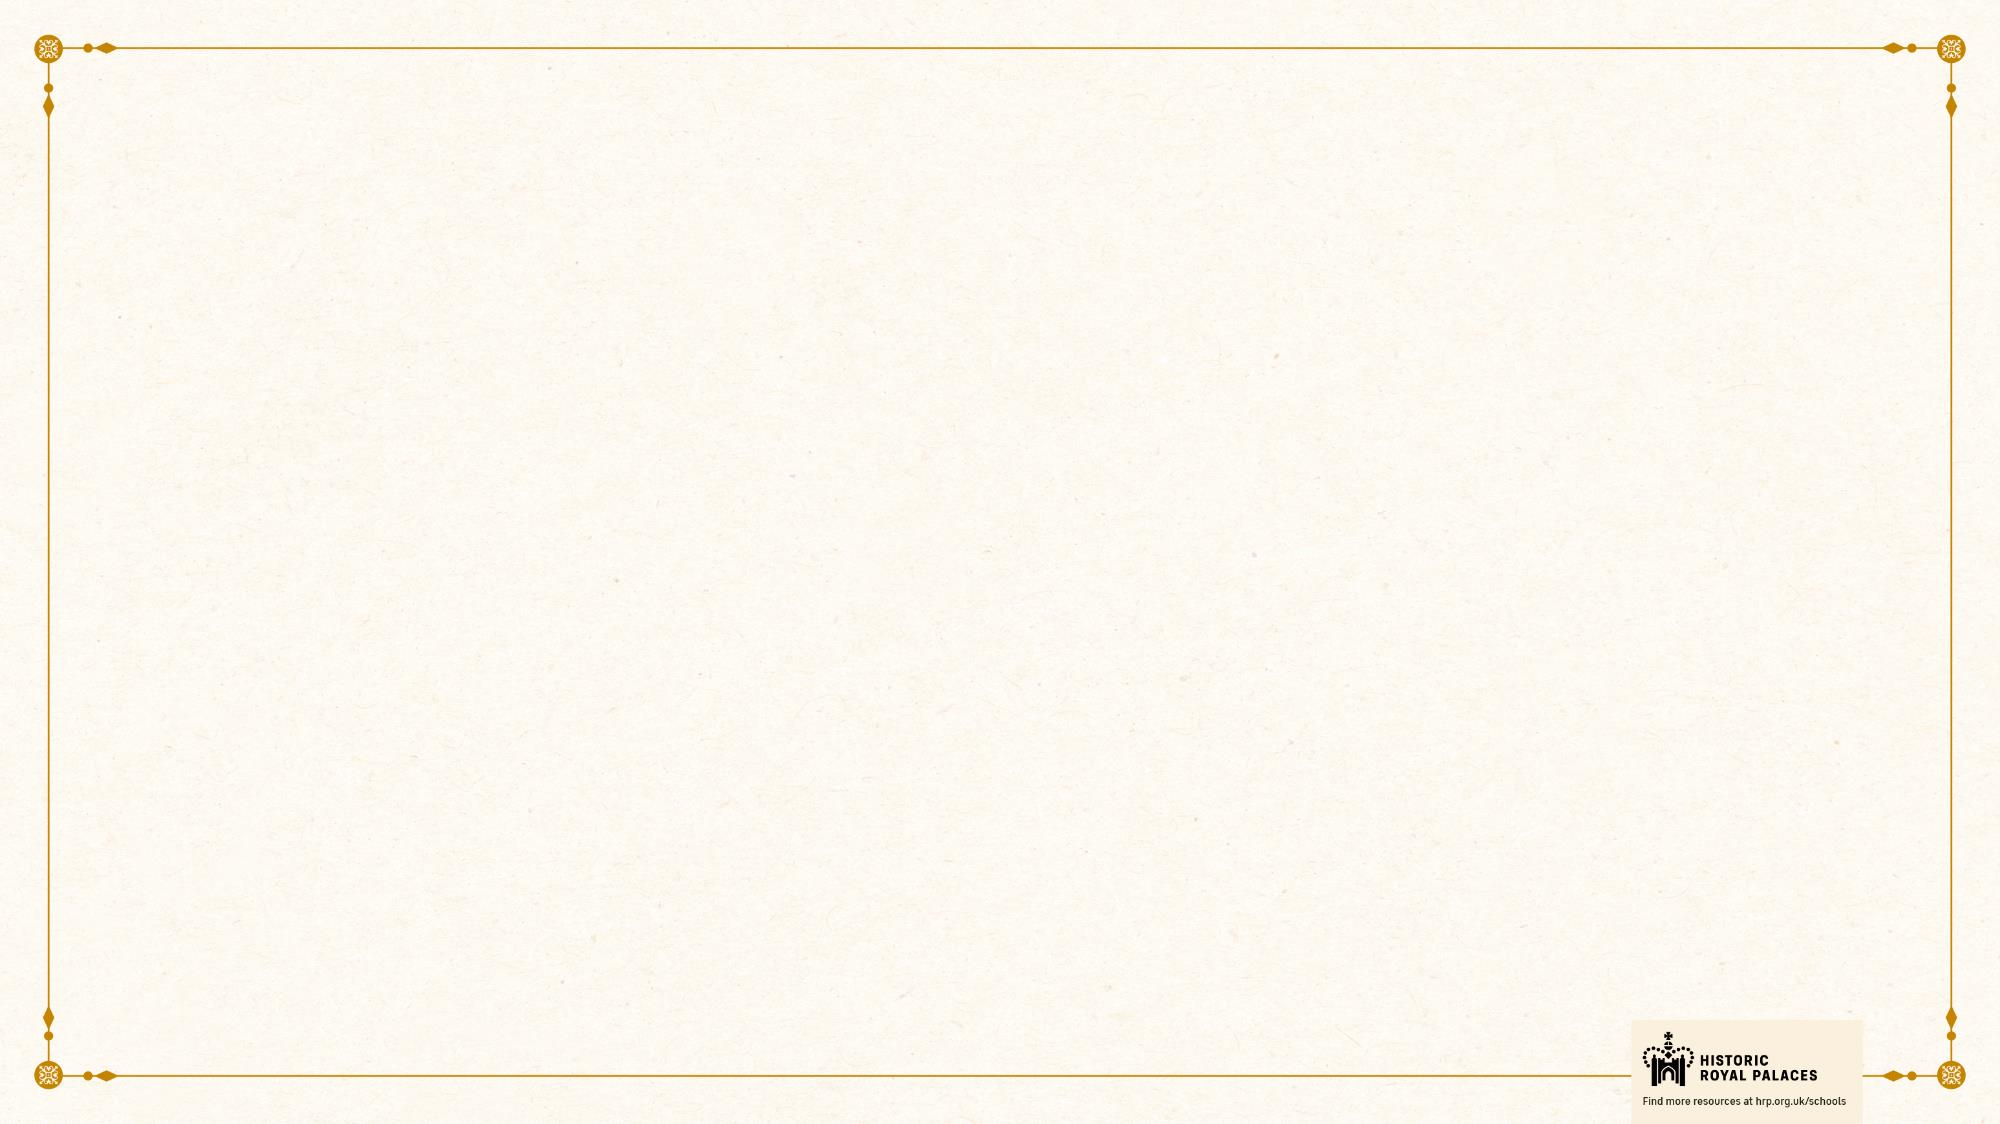 HISTORIC
ROYAL PALACES
Find more resources at hrp.org.uk/schools